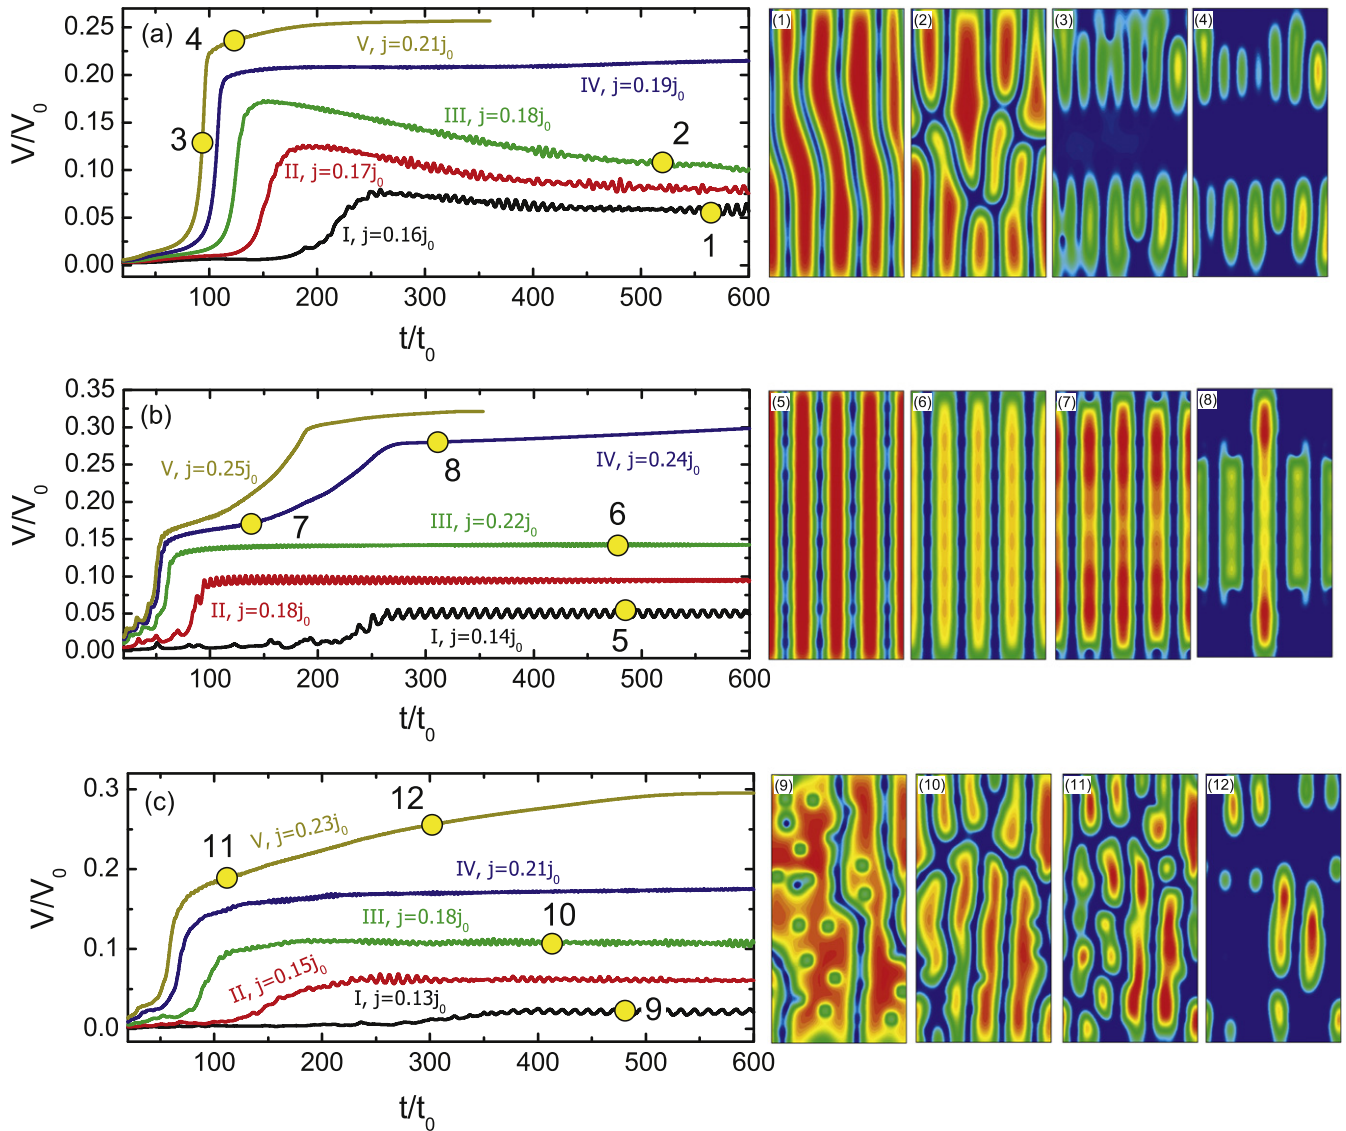 (a)
V/V0
0.25
0.20
0.15
0.10
0.05
0.00
4
V, j=0.21j0
IV, j=0.19j0
III, j=0.18j0
3
2
II, j=0.17j0
I, j=0.16j0
1
100 200 300 400 500 600
t/t0
(1) (2) (3) (4)
(b)
V/V0
0.35
0.30
0.25
0.20
0.15
0.10
0.05
0.00
V, j=0.25j0
8
IV, j=0.24j0
7
III, j=0.22j0
6
II, j=0.18j0
I, j=0.14j0
5
100 200 300 400 500 600
t/t0
(5) (6) (7) (8)
(c)
V/V0
0.3
0.2
0.1
0.0
12
11
V, j=0.23j0
IV, j=0.21j0
III, j=0.18j0
10
II, j=0.15j0
I, j=0.13j0
9
100 200 300 400 500 600
t/t0
(9) (10) (11) (12)